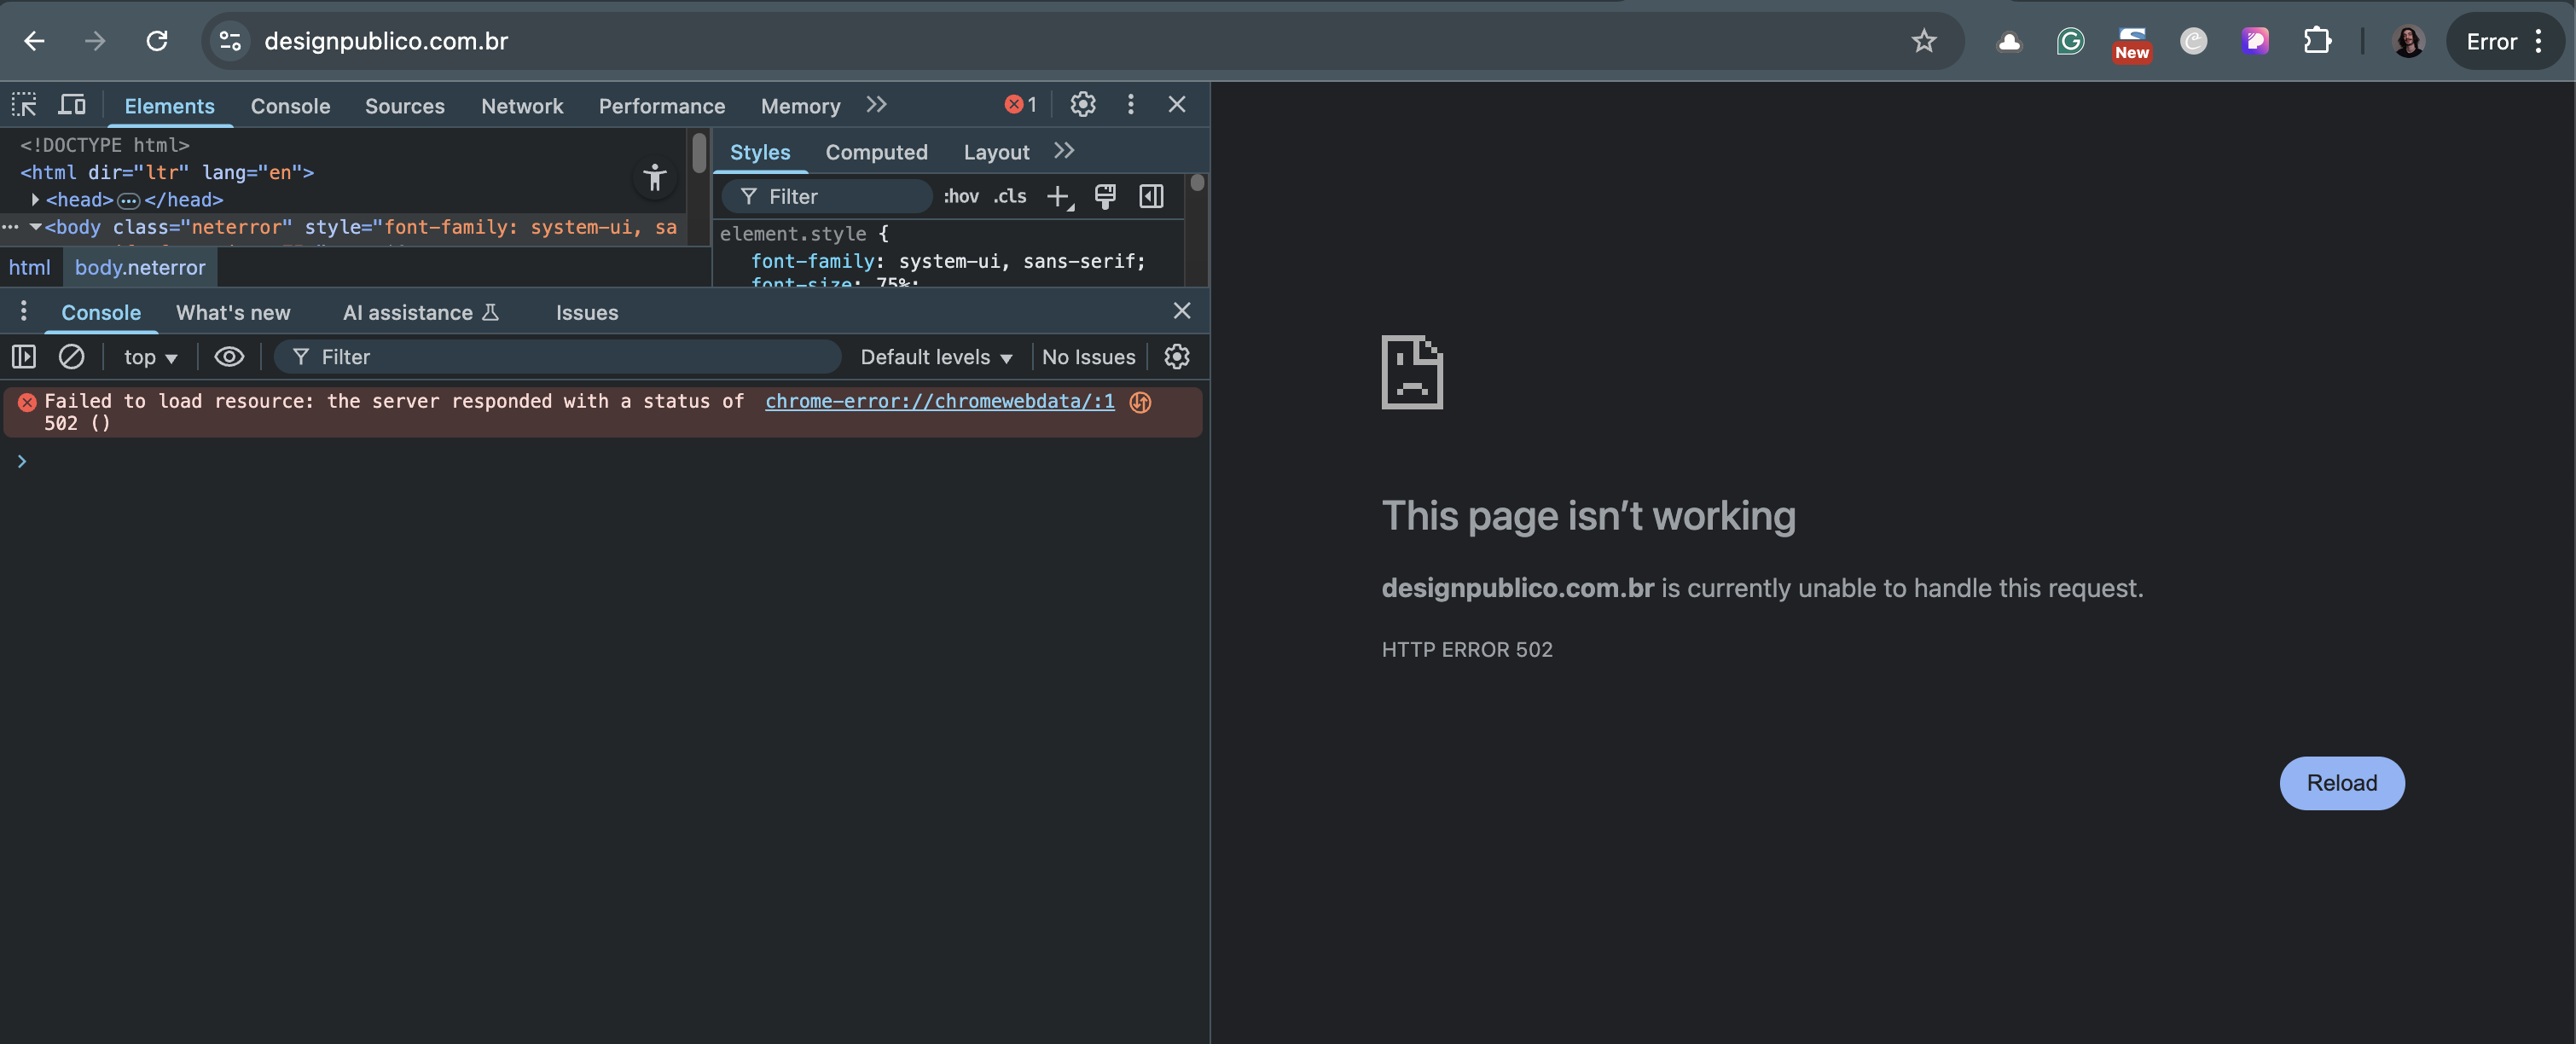 designpublico.com.br
New
Error
Elements Console Sources Network Performance Memory 1
<!DOCTYPE html>
<html dir="ltr" lang="en">
<head> ... </head>
<body class="neterror" style="font-family: system-ui, sa
html body.neterror
Styles Computed Layout
Filter :hov .cls
element.style {
font-family: system-ui, sans-serif;
font-size: 75%;
Console What's new AI assistance Issues
top Filter Default levels No Issues
Failed to load resource: the server responded with a status of chrome-error://chromewebdata/:1
502 ()
This page isn’t working
designpublico.com.br is currently unable to handle this request.
HTTP ERROR 502
Reload